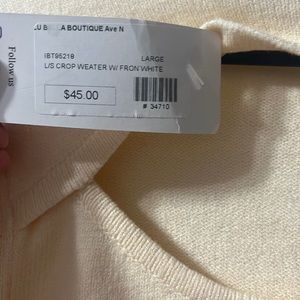 BOUTIQUE Ave N
IBT95219 LARGE
L/S CROP WEATER W/ FRON WHITE
$45.00
# 34710
Follow us